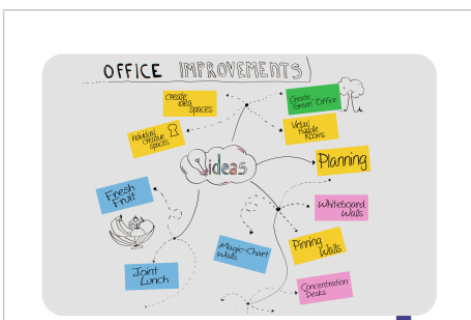 OFFICE IMPROVEMENTS
Create
idea
spaces
Create
Green Office
Individual
creative
spaces
Virtual
Huddle
Rooms
ideas
Planning
Fresh
Fruit
Whiteboard
Walls
Magic-Chart
Walls
Pinning
Walls
Joint
Lunch
Concentration
Desks